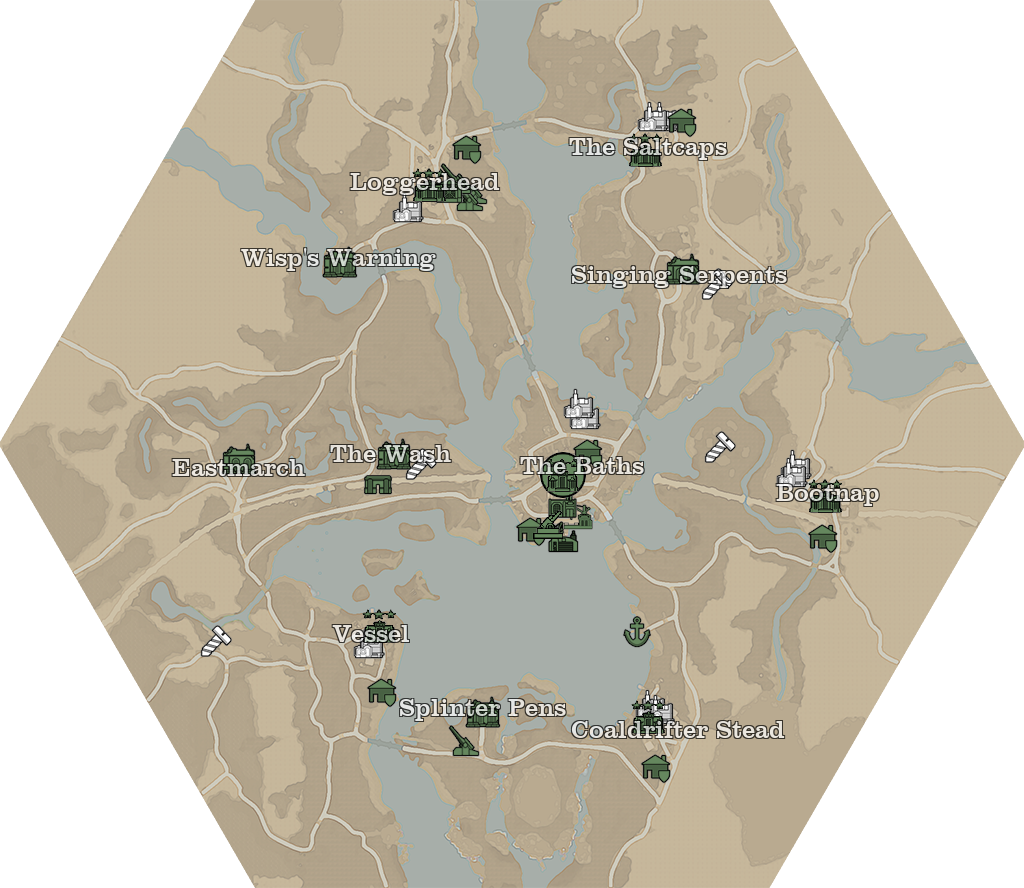 The Saltcaps
Loggerhead
Wisp's Warning
Singing Serpents
The Wash
Eastmarch
The Baths
Bootnap
Vessel
Splinter Pens
Coaldrifter Stead